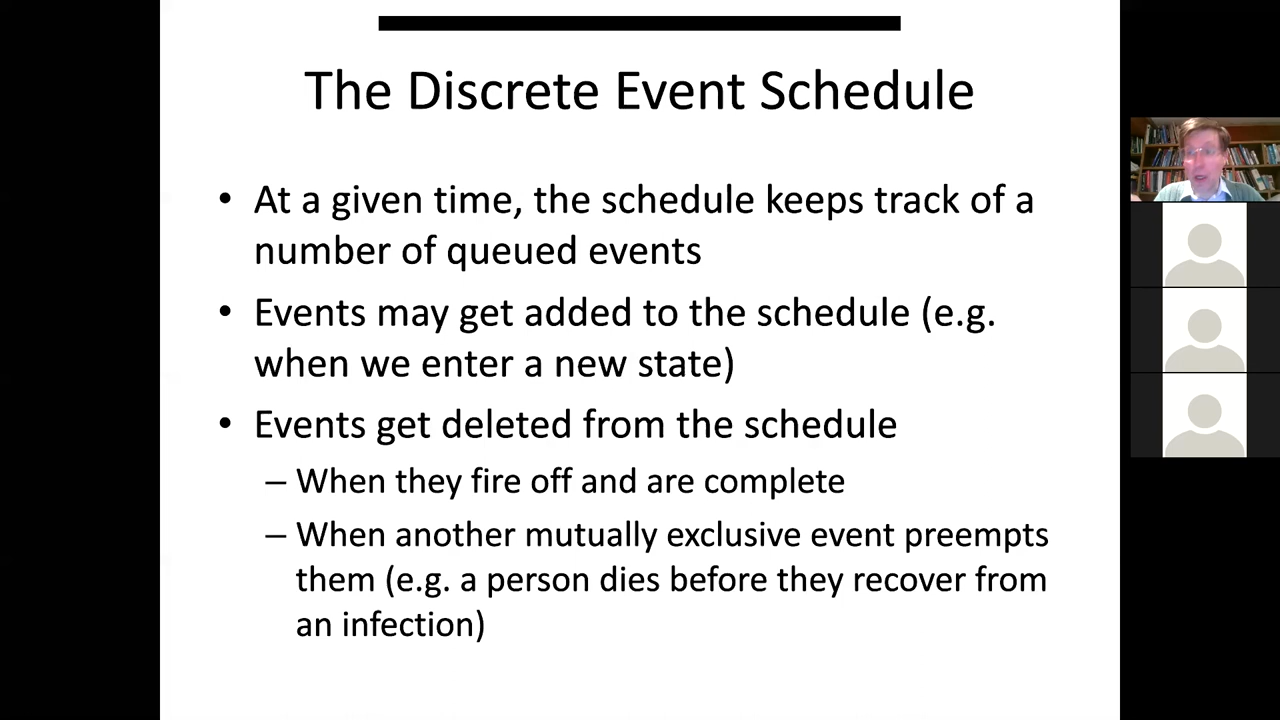 The Discrete Event Schedule
• At a given time, the schedule keeps track of a
number of queued events
• Events may get added to the schedule (e.g.
when we enter a new state)
• Events get deleted from the schedule
– When they fire off and are complete
– When another mutually exclusive event preempts
them (e.g. a person dies before they recover from
an infection)